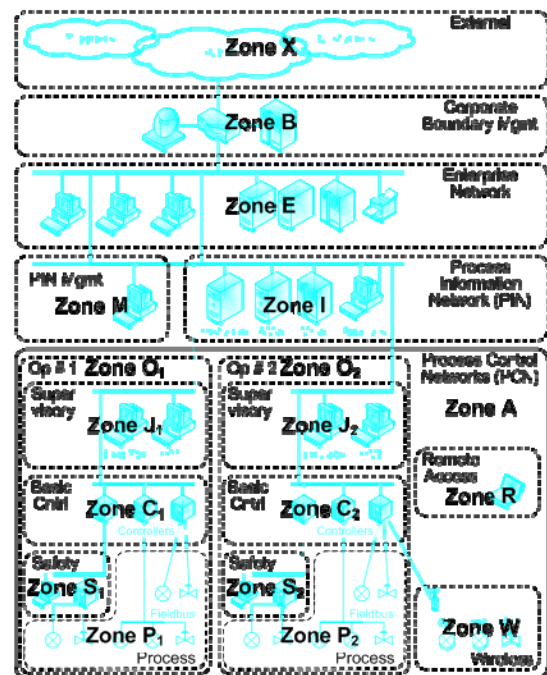 External
Zone X
Corporate
Boundary Mgmt
Zone B
Enterprise
Network
Zone E
PIN Mgmt
Zone M
Zone I
Process
Information
Network (PIN)
Op # 1 Zone O1
Op # 2 Zone O2
Process Control
Networks (PCN)
Zone A
Super
visory
Zone J1
Super
visory
Zone J2
Remote
Access
Zone R
Basic
Cntrl
Zone C1
Controllers
Basic
Cntrl
Zone C2
Controllers
Safety
Zone S1
Fieldbus
Safety
Zone S2
Fieldbus
Zone P1
Process
Zone P2
Process
Zone W
Wireless